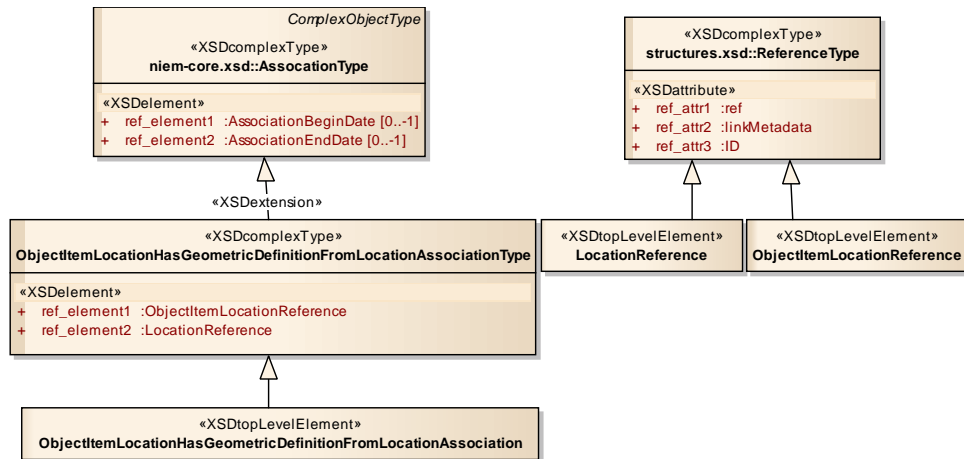 ComplexObjectType
«XSDcomplexType»
niem-core.xsd::AssocationType
«XSDelement»
+ ref_element1 :AssociationBeginDate [0..-1]
+ ref_element2 :AssociationEndDate [0..-1]
«XSDcomplexType»
structures.xsd::ReferenceType
«XSDattribute»
+ ref_attr1 :ref
+ ref_attr2 :linkMetadata
+ ref_attr3 :ID
«XSDextension»
«XSDcomplexType»
ObjectItemLocationHasGeometricDefinitionFromLocationAssociationType
«XSDelement»
+ ref_element1 :ObjectItemLocationReference
+ ref_element2 :LocationReference
«XSDtopLevelElement»
LocationReference
«XSDtopLevelElement»
ObjectItemLocationReference
«XSDtopLevelElement»
ObjectItemLocationHasGeometricDefinitionFromLocationAssociation